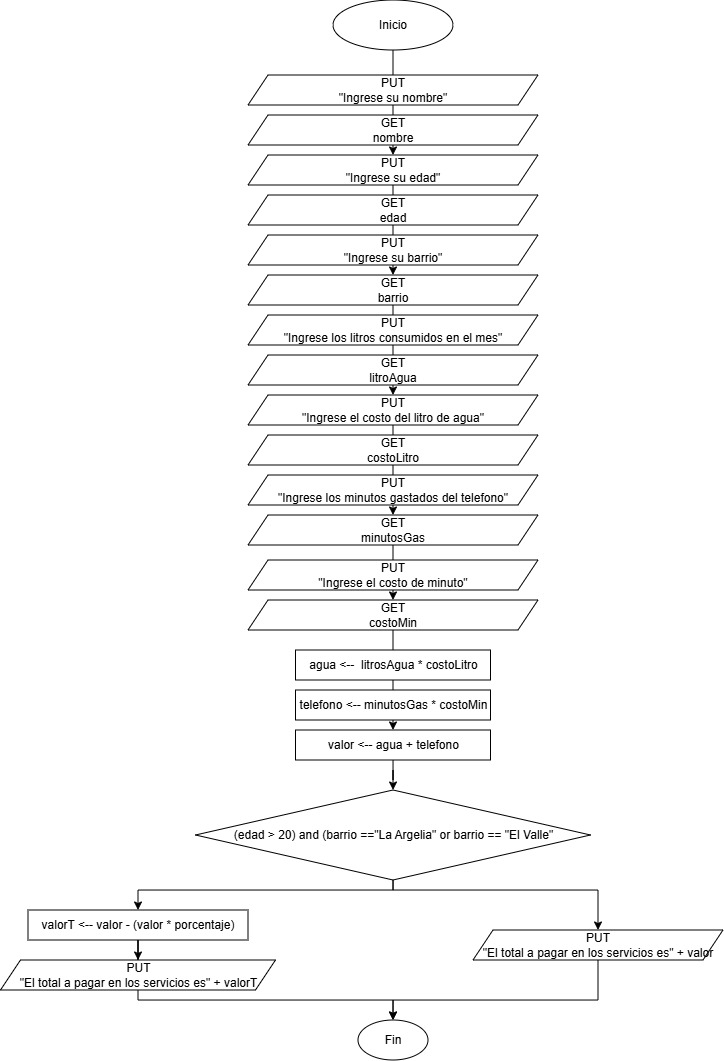 Inicio
PUT
"Ingrese su nombre"
GET
nombre
PUT
"Ingrese su edad"
GET
edad
PUT
"Ingrese su barrio"
GET
barrio
PUT
"Ingrese los litros consumidos en el mes"
GET
litroAgua
PUT
"Ingrese el costo del litro de agua"
GET
costoLitro
PUT
"Ingrese los minutos gastados del telefono"
GET
minutosGas
PUT
"Ingrese el costo de minuto"
GET
costoMin
agua <-- litrosAgua * costoLitro
telefono <-- minutosGas * costoMin
valor <-- agua + telefono
(edad > 20) and (barrio =="La Argelia" or barrio == "El Valle"
valorT <-- valor - (valor * porcentaje)
PUT
"El total a pagar en los servicios es" + valorT
PUT
"El total a pagar en los servicios es" + valor
Fin